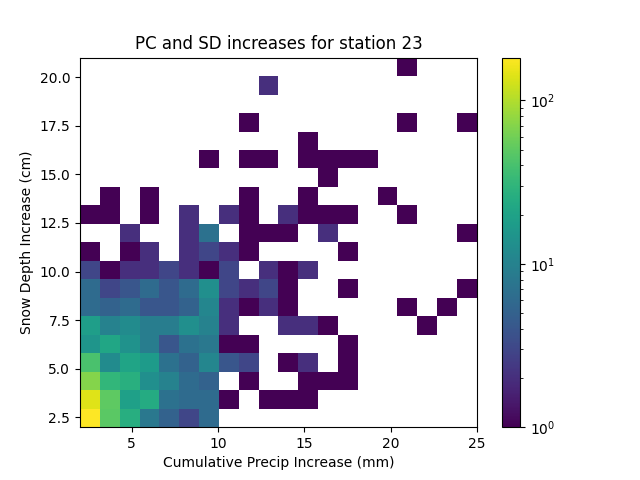 PC and SD increases for station 23
Snow Depth Increase (cm)
20.0
17.5
15.0
12.5
10.0
7.5
5.0
2.5
5 10 15 20 25
Cumulative Precip Increase (mm)
10²
10¹
10⁰